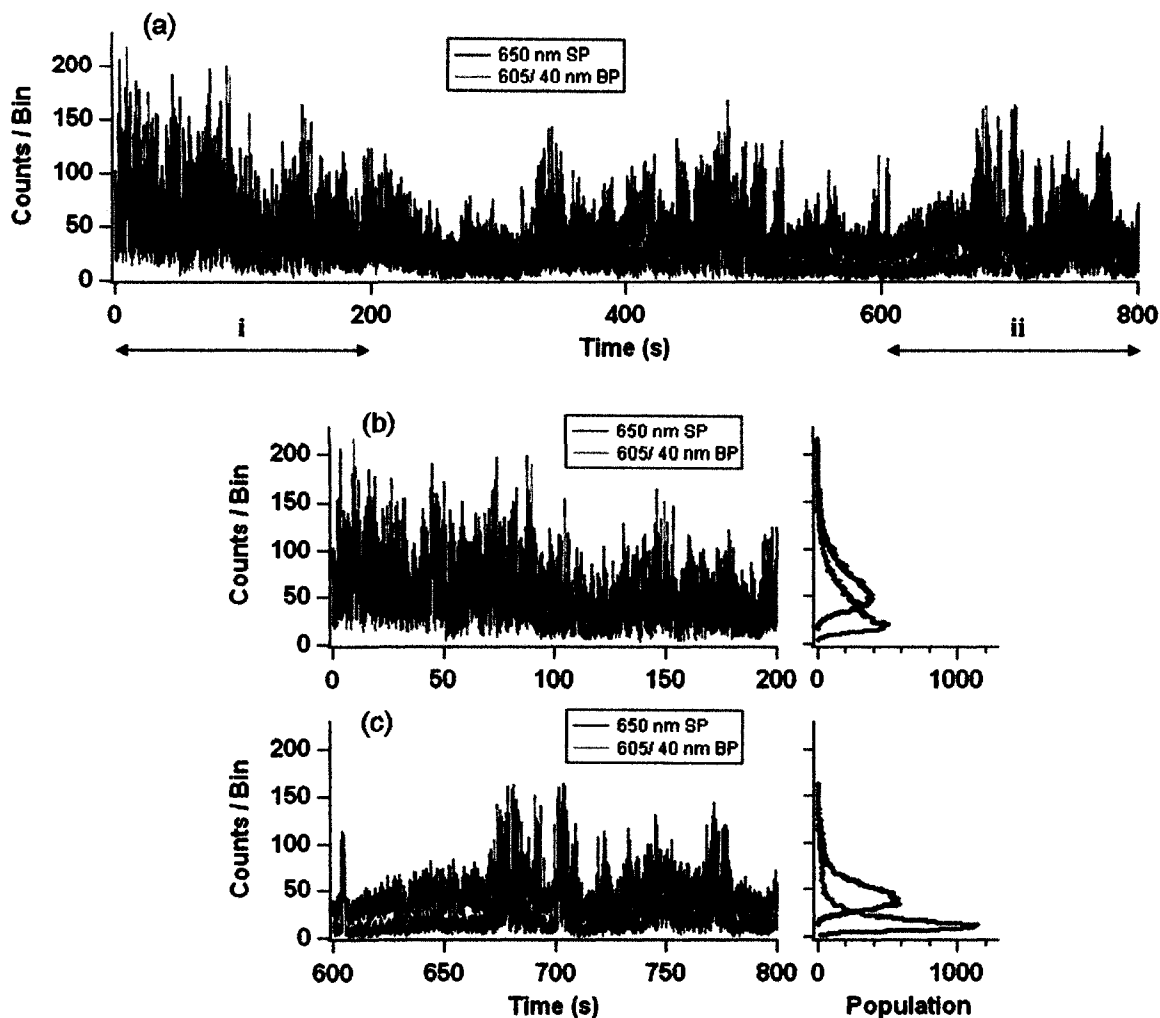 (a)
650 nm SP
605/ 40 nm BP
200
150
100
50
0
Counts / Bin
0 200 400 600 800
i Time (s) ii
(b)
650 nm SP
605/ 40 nm BP
200
150
100
50
0
Counts / Bin
0 50 100 150 200
0 1000
(c)
650 nm SP
605/ 40 nm BP
200
150
100
50
0
Counts / Bin
600 650 700 750 800
0 1000
Time (s) Population